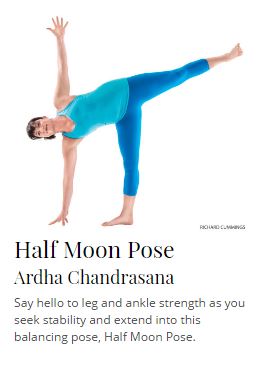 RICHARD CUMMINGS
Half Moon Pose
Ardha Chandrasana
Say hello to leg and ankle strength as you
seek stability and extend into this
balancing pose, Half Moon Pose.